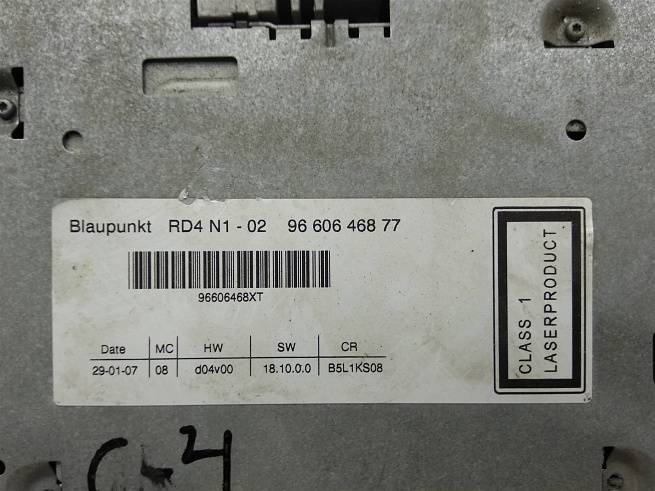 Blaupunkt RD4 N1 - 02 96 606 468 77
96606468XT
Date MC HW SW CR
29-01-07 08 d04v00 18.10.0.0 B5L1KS08
CLASS 1
LASERPRODUCT
C-4